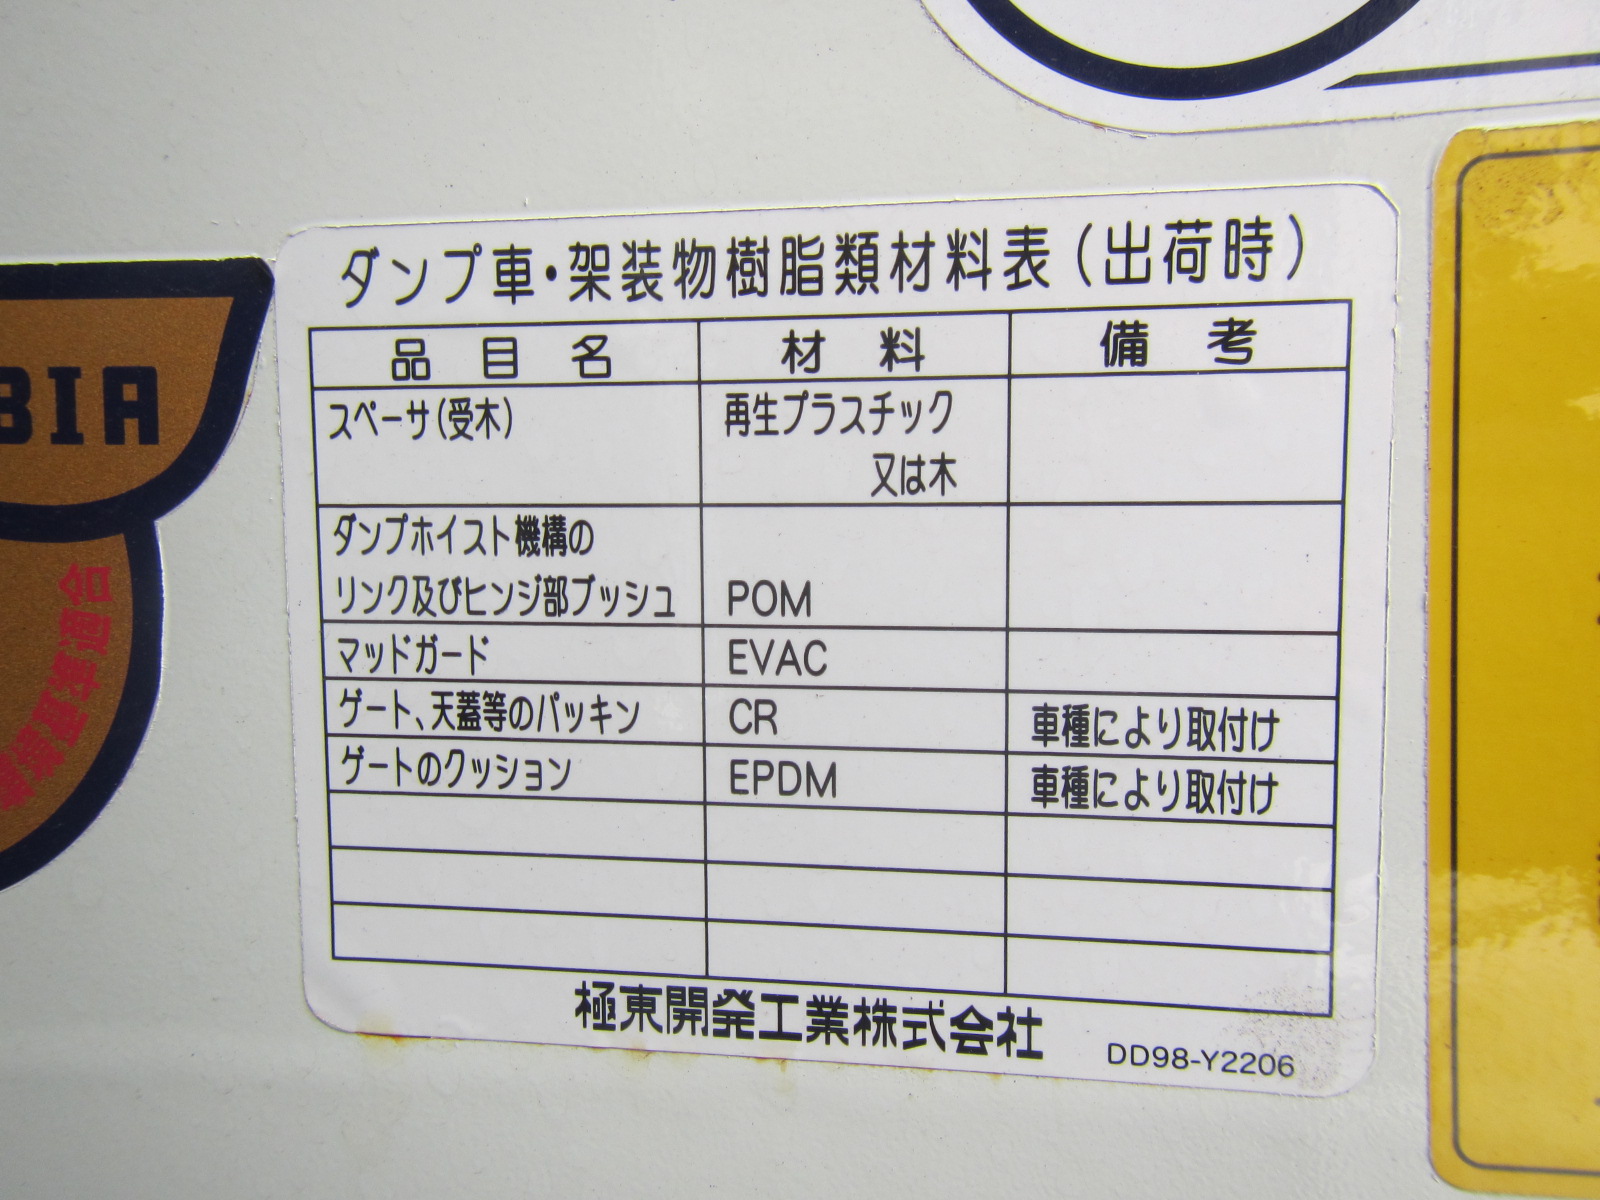 ダンプ車・架装物樹脂類材料表(出荷時)
品目名 材料 備考
スペーサ(受木) 再生プラスチック
又は木
ダンプホイスト機構の
リンク及びヒンジ部ブッシュ POM
マッドガード EVAC
ゲート、天蓋等のパッキン CR 車種により取付け
ゲートのクッション EPDM 車種により取付け
極東開発工業株式会社
DD98-Y2206
BIA
基準適合